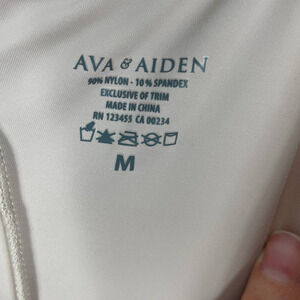 AVA & AIDEN
90% NYLON - 10% SPANDEX
EXCLUSIVE OF TRIM
MADE IN CHINA
RN 123455 CA 00234
M